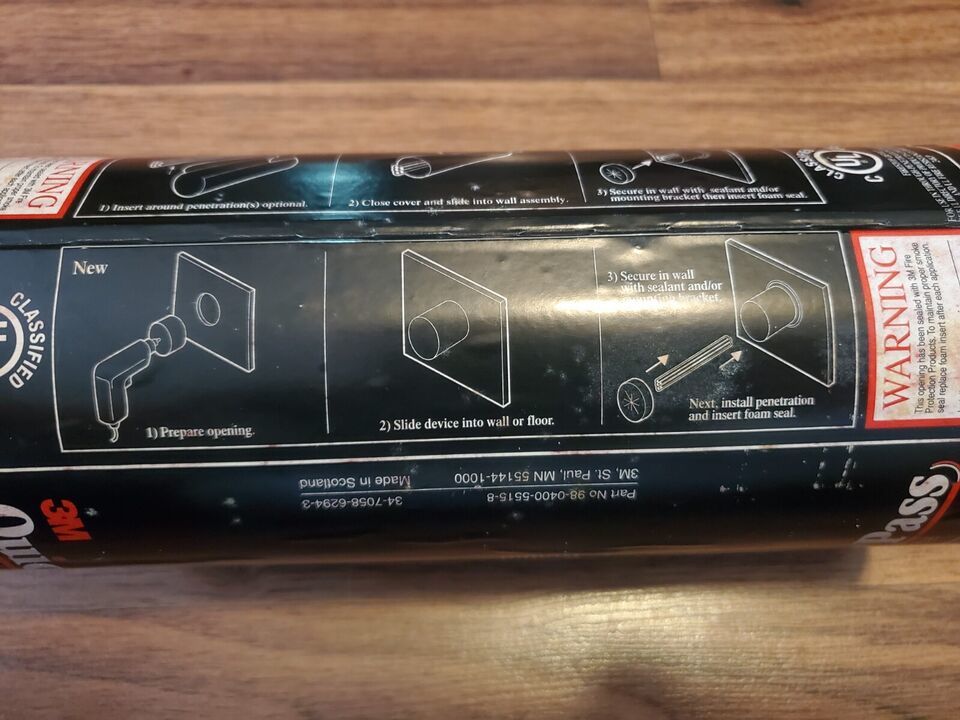 WARNING
1) Insert around penetration(s) optional.
2) Close cover and slide into wall assembly.
3) Secure in wall with sealant and/or
mounting bracket then insert foam seal.
CLASSIFIED
New
1) Prepare opening.
2) Slide device into wall or floor.
3) Secure in wall
with sealant and/or
mounting bracket.
Next, install penetration
and insert foam seal.
WARNING
This opening has been sealed with 3M Fire
Protection Products. To maintain proper smoke
seal replace foam insert after each application.
Part No 98-0400-5515-8
3M, St. Paul, MN 55144-1000
34-7058-6294-3
Made in Scotland
3M
Pass